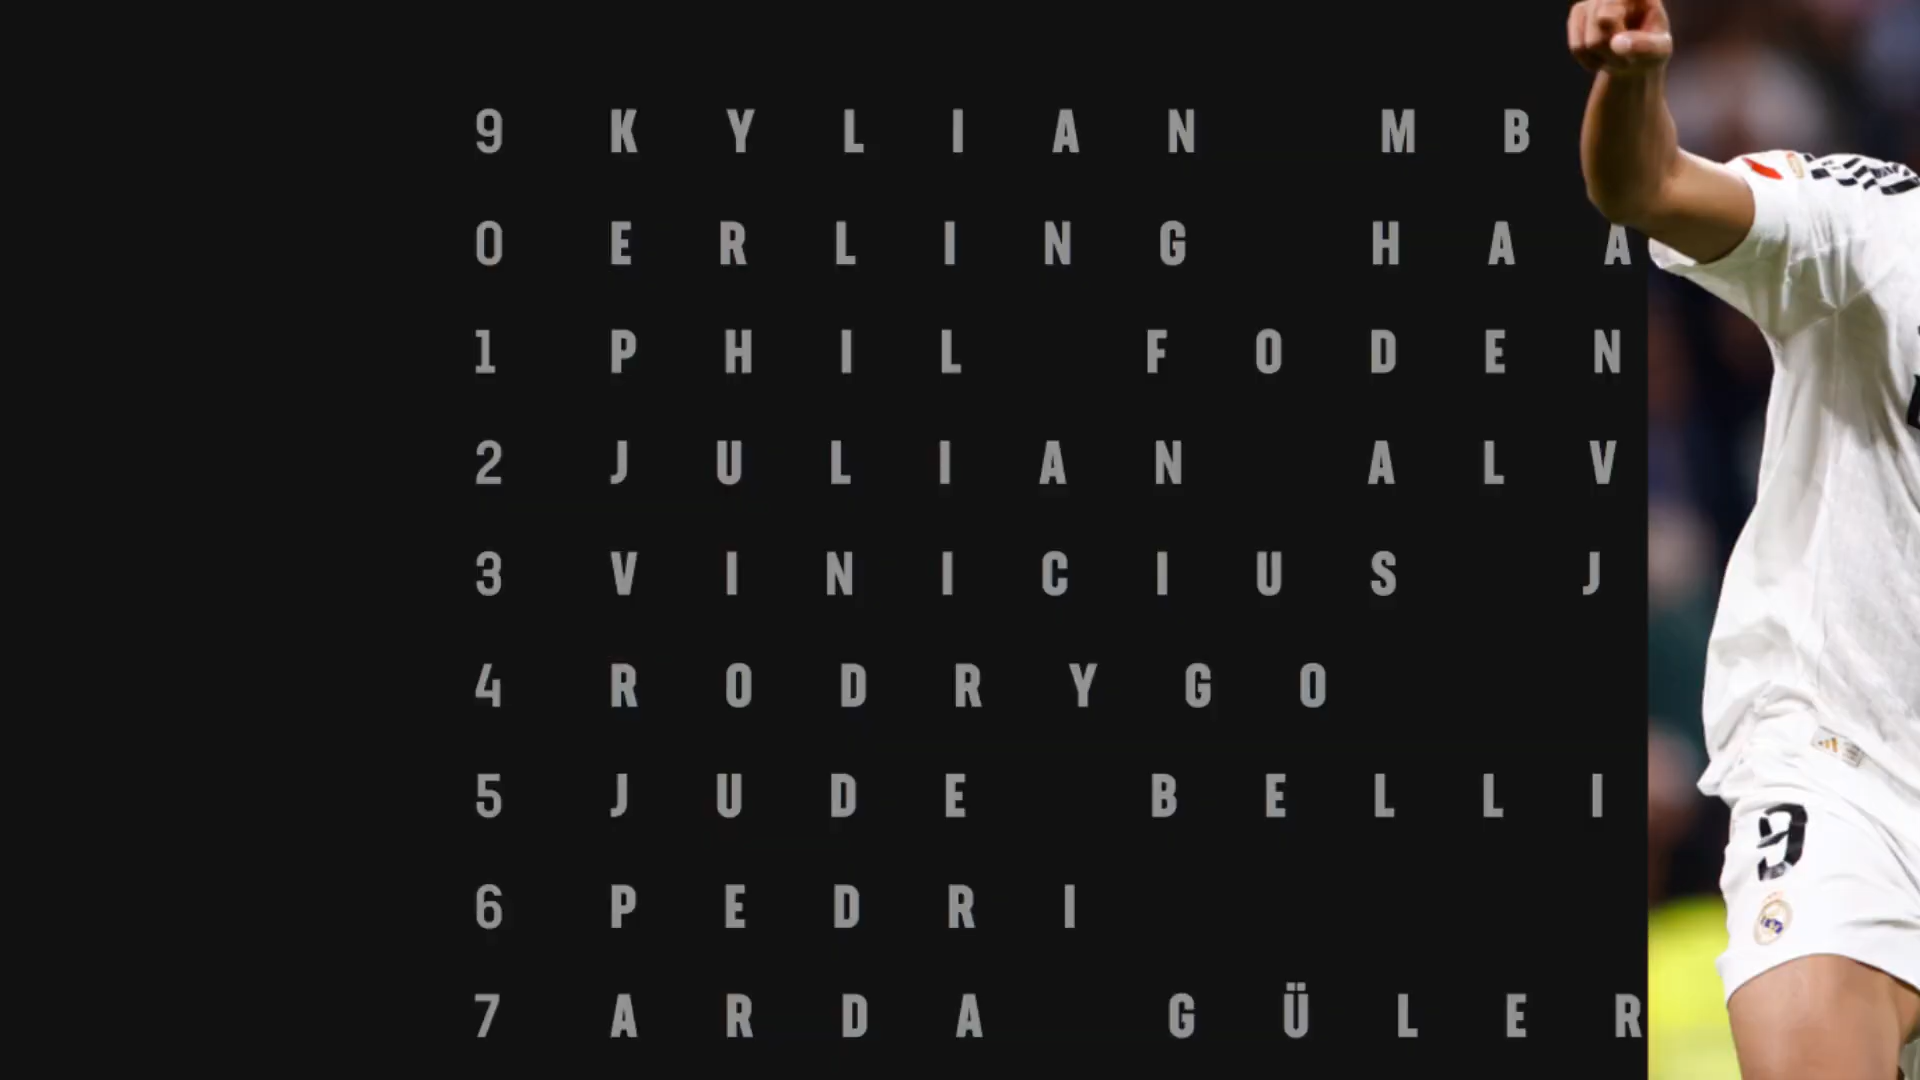 9 KYLIAN MB
0 ERLING HAA
1 PHIL FODEN
2 JULIAN ALV
3 VINICIUS J
4 RODRYGO
5 JUDE BELLI
6 PEDRI
7 ARDA GÜLER
9